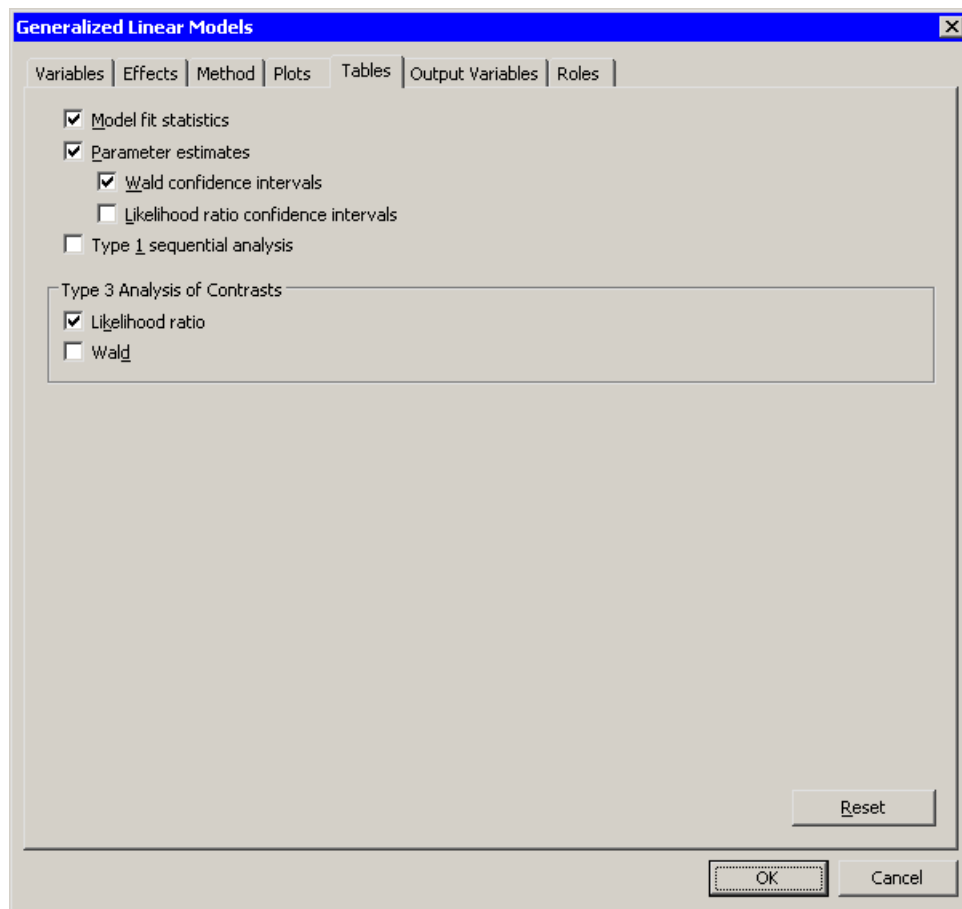 Generalized Linear Models
Variables Effects Method Plots Tables Output Variables Roles
Model fit statistics
Parameter estimates
Wald confidence intervals
Likelihood ratio confidence intervals
Type 1 sequential analysis
Type 3 Analysis of Contrasts
Likelihood ratio
Wald
Reset
OK Cancel